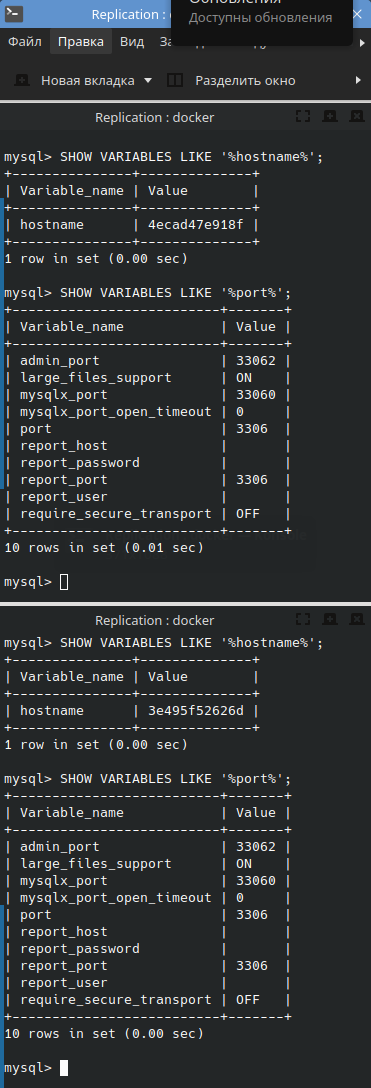 Replication : d
Обновления
Доступны обновления
Файл Правка Вид
Новая вкладка Разделить окно
Replication : docker
mysql> SHOW VARIABLES LIKE '%hostname%';
+---------------+--------------+
| Variable_name | Value        |
+---------------+--------------+
| hostname      | 4ecad47e918f |
+---------------+--------------+
1 row in set (0.00 sec)
mysql> SHOW VARIABLES LIKE '%port%';
+--------------------------+-------+
| Variable_name            | Value |
+--------------------------+-------+
| admin_port               | 33062 |
| large_files_support      | ON    |
| mysqlx_port              | 33060 |
| mysqlx_port_open_timeout | 0     |
| port                     | 3306  |
| report_host              |       |
| report_password          |       |
| report_port              | 3306  |
| report_user              |       |
| require_secure_transport | OFF   |
+--------------------------+-------+
10 rows in set (0.01 sec)
mysql>
Replication : docker
mysql> SHOW VARIABLES LIKE '%hostname%';
+---------------+--------------+
| Variable_name | Value        |
+---------------+--------------+
| hostname      | 3e495f52626d |
+---------------+--------------+
1 row in set (0.00 sec)
mysql> SHOW VARIABLES LIKE '%port%';
+--------------------------+-------+
| Variable_name            | Value |
+--------------------------+-------+
| admin_port               | 33062 |
| large_files_support      | ON    |
| mysqlx_port              | 33060 |
| mysqlx_port_open_timeout | 0     |
| port                     | 3306  |
| report_host              |       |
| report_password          |       |
| report_port              | 3306  |
| report_user              |       |
| require_secure_transport | OFF   |
+--------------------------+-------+
10 rows in set (0.00 sec)
mysql>